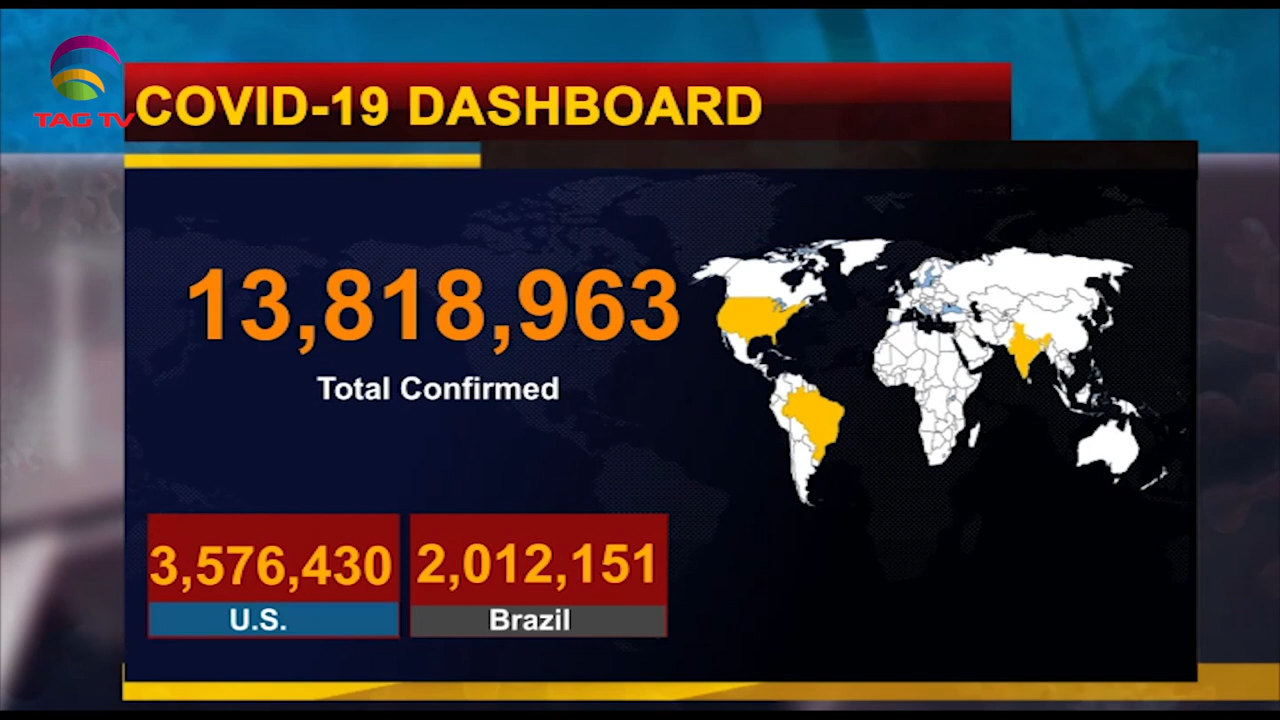 TAG TV
COVID-19 DASHBOARD
13,818,963
Total Confirmed
3,576,430
U.S.
2,012,151
Brazil